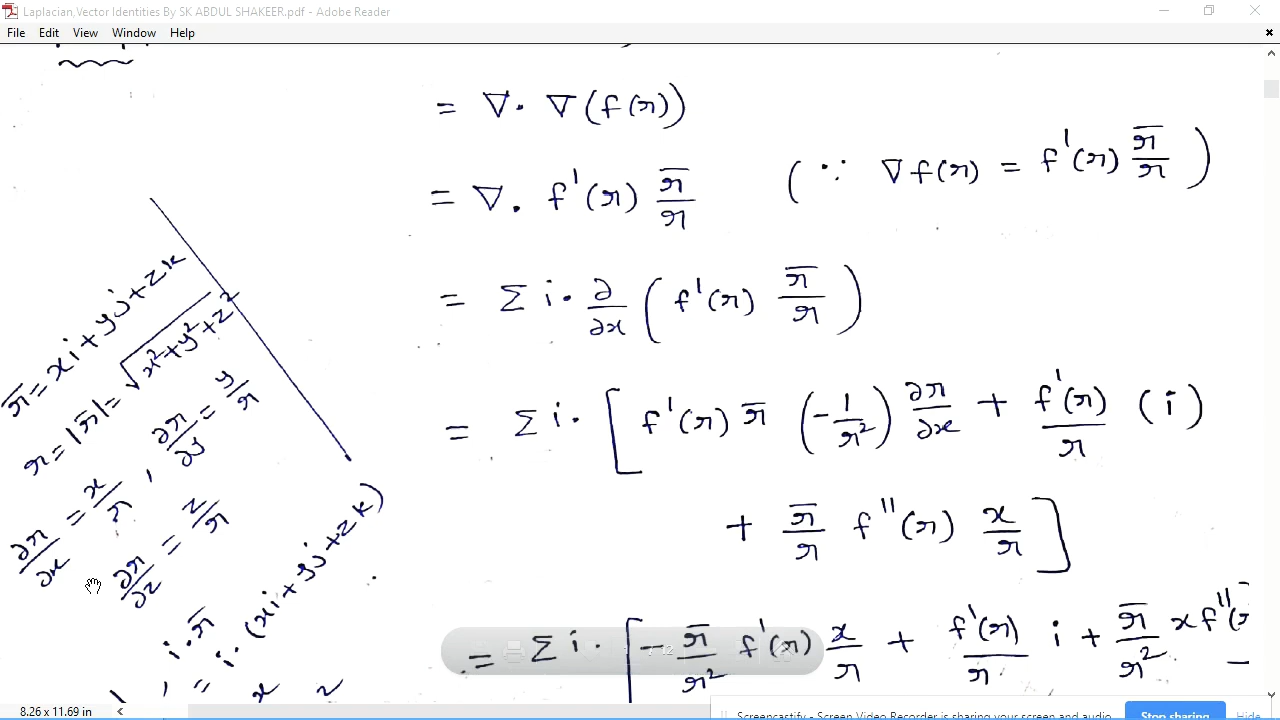 Laplacian,Vector Identities By SK ABDUL SHAKEER.pdf - Adobe Reader
File Edit View Window Help
= ∇· ∇(f(r))
= ∇· f'(r) r̄/r (∵ ∇f(r) = f'(r) r̄/r)
= Σ i· ∂/∂x ( f'(r) r̄/r )
= Σ i· [ f'(r) r̄ (-1/r²) ∂r/∂x + f'(r)/r (i)
+ r̄/r f''(r) x/r ]
= Σ i· [ - r̄/r² f'(r) x/r + f'(r)/r i + r̄/r² x f''(
r̄ = xi + yj + zk
r = |r̄| = √x²+y²+z²
∂r/∂x = x/r , ∂r/∂y = y/r
∂r/∂z = z/r
i·r̄
= i·(xi + yj + zk)
8.26 x 11.69 in
Screencastify - Screen Video Recorder is sharing your screen and audio.
Stop sharing
Hide